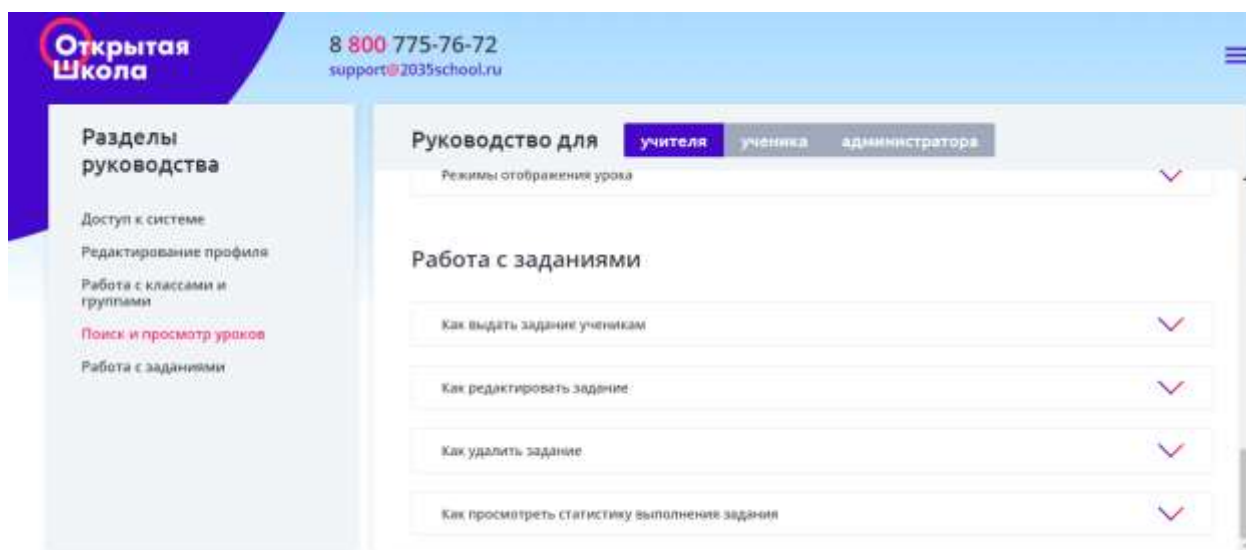 Открытая
Школа
8 800 775-76-72
support@2035school.ru
Разделы
руководства
Доступ к системе
Редактирование профиля
Работа с классами и
группами
Поиск и просмотр уроков
Работа с заданиями
Руководство для
учителя
ученика
администратора
Режимы отображения урока
Работа с заданиями
Как выдать задание ученикам
Как редактировать задание
Как удалить задание
Как просмотреть статистику выполнения задания